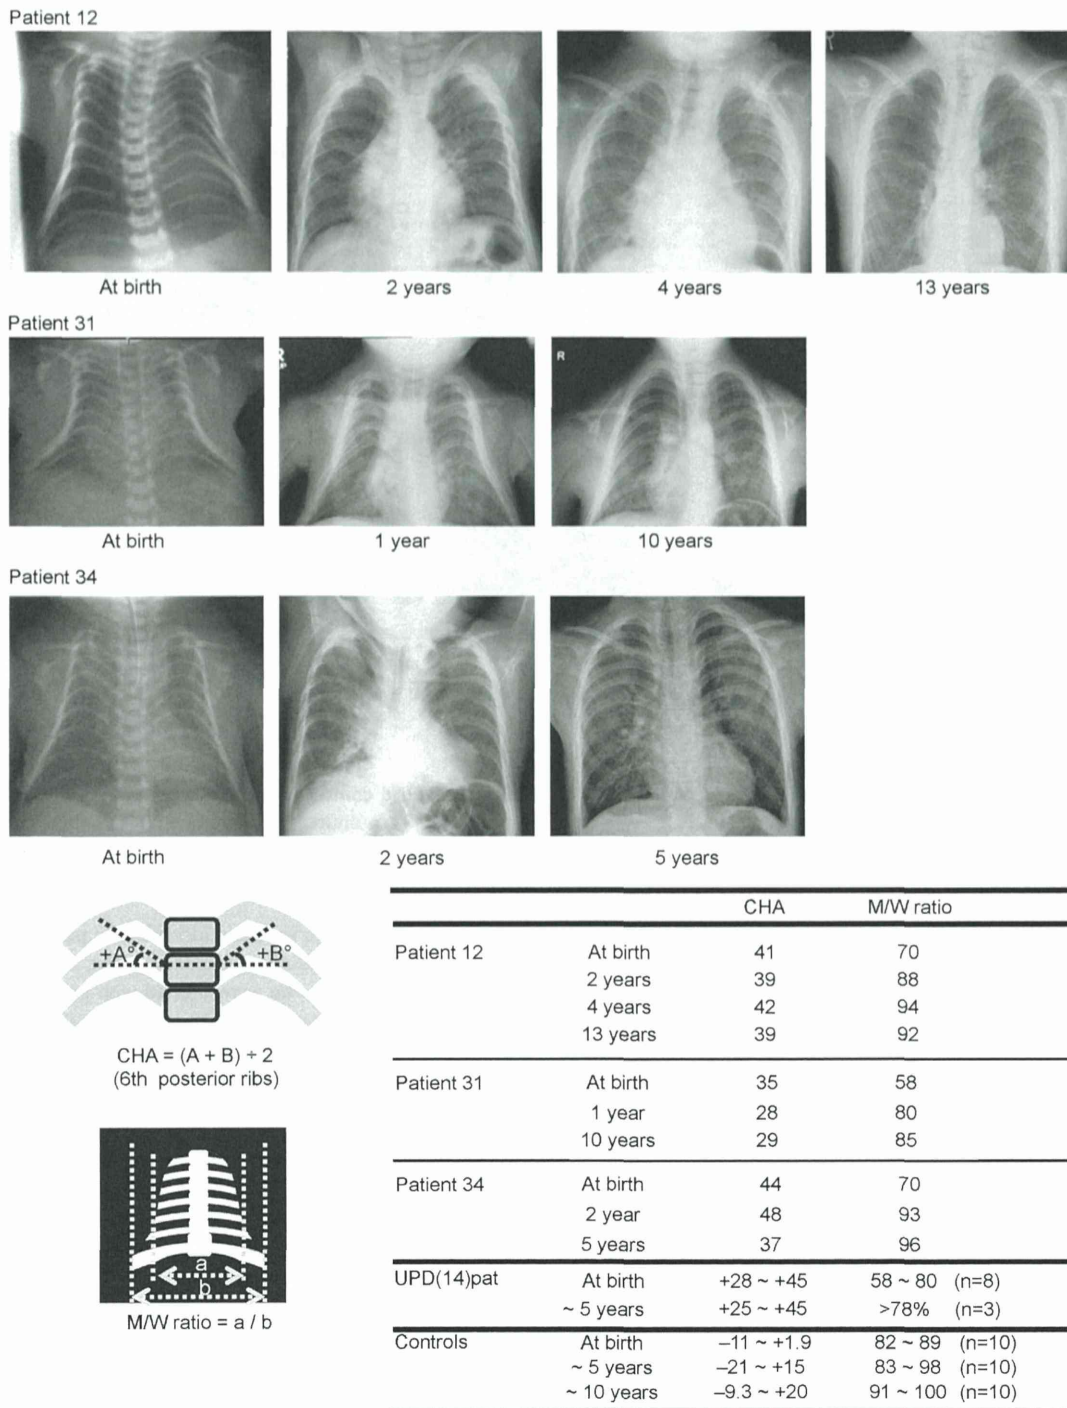 Patient 12
At birth 2 years 4 years 13 years
Patient 31
R
R
At birth 1 year 10 years
Patient 34
At birth 2 years 5 years
+A° +B°
CHA = (A + B) ÷ 2
(6th posterior ribs)
a
b
M/W ratio = a / b
CHA M/W ratio
Patient 12 At birth 41 70
2 years 39 88
4 years 42 94
13 years 39 92
Patient 31 At birth 35 58
1 year 28 80
10 years 29 85
Patient 34 At birth 44 70
2 year 48 93
5 years 37 96
UPD(14)pat At birth +28 ~ +45 58 ~ 80 (n=8)
~ 5 years +25 ~ +45 >78% (n=3)
Controls At birth –11 ~ +1.9 82 ~ 89 (n=10)
~ 5 years –21 ~ +15 83 ~ 98 (n=10)
~ 10 years –9.3 ~ +20 91 ~ 100 (n=10)